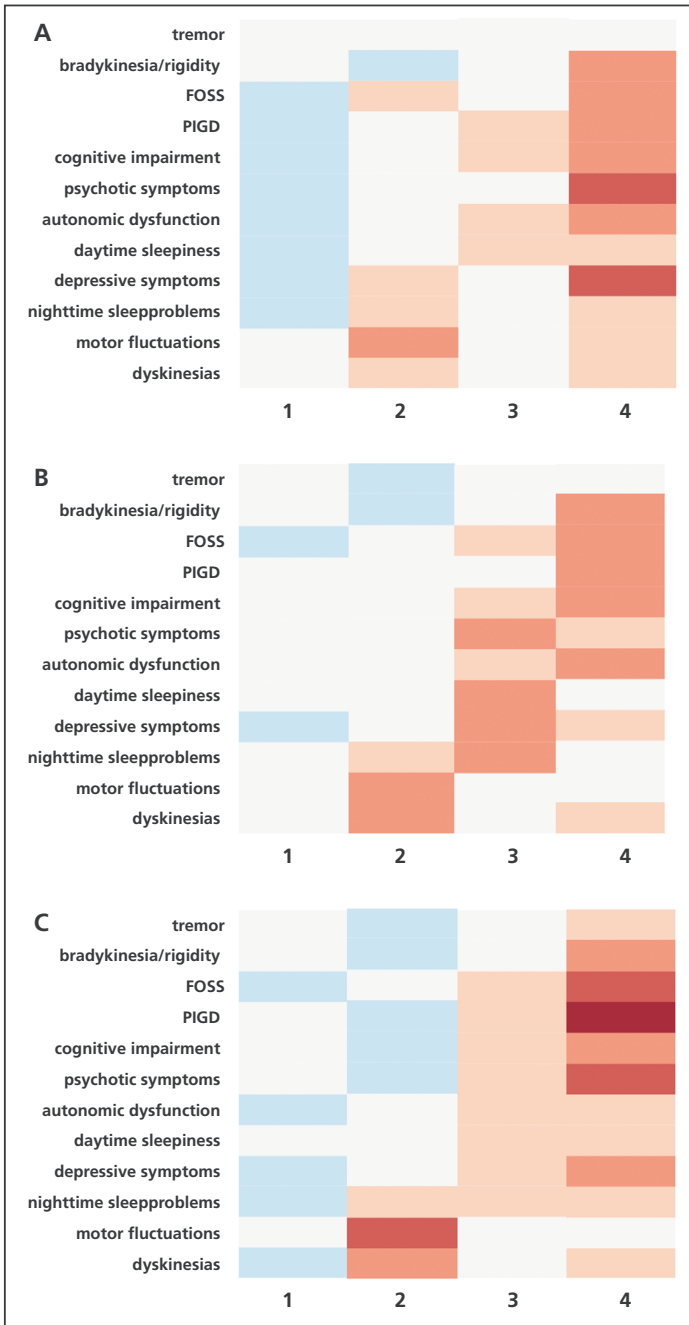 A
tremor
bradykinesia/rigidity
FOSS
PIGD
cognitive impairment
psychotic symptoms
autonomic dysfunction
daytime sleepiness
depressive symptoms
nighttime sleepproblems
motor fluctuations
dyskinesias
1 2 3 4
B
tremor
bradykinesia/rigidity
FOSS
PIGD
cognitive impairment
psychotic symptoms
autonomic dysfunction
daytime sleepiness
depressive symptoms
nighttime sleepproblems
motor fluctuations
dyskinesias
1 2 3 4
C
tremor
bradykinesia/rigidity
FOSS
PIGD
cognitive impairment
psychotic symptoms
autonomic dysfunction
daytime sleepiness
depressive symptoms
nighttime sleepproblems
motor fluctuations
dyskinesias
1 2 3 4